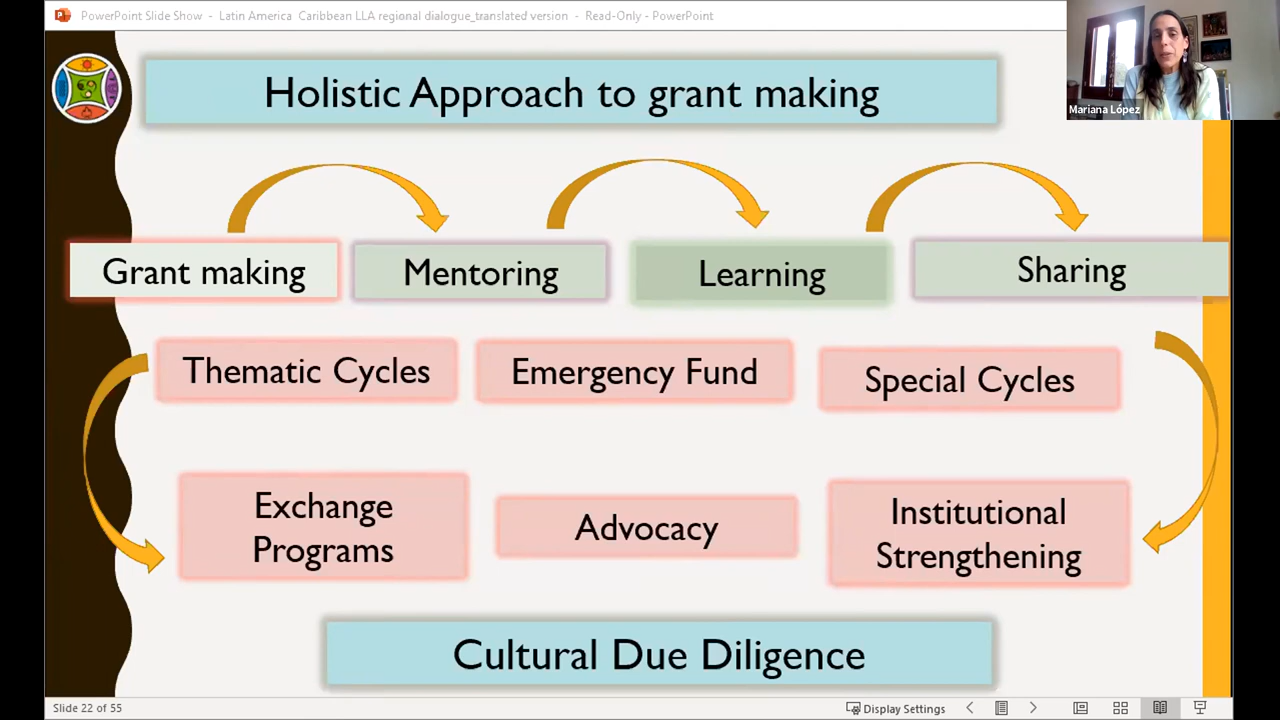 PowerPoint Slide Show - Latin America Caribbean LLA regional dialogue_translated version - Read-Only - PowerPoint
Mariana López
Holistic Approach to grant making
Grant making
Mentoring
Learning
Sharing
Thematic Cycles
Emergency Fund
Special Cycles
Exchange
Programs
Advocacy
Institutional
Strengthening
Cultural Due Diligence
Slide 22 of 55
Display Settings